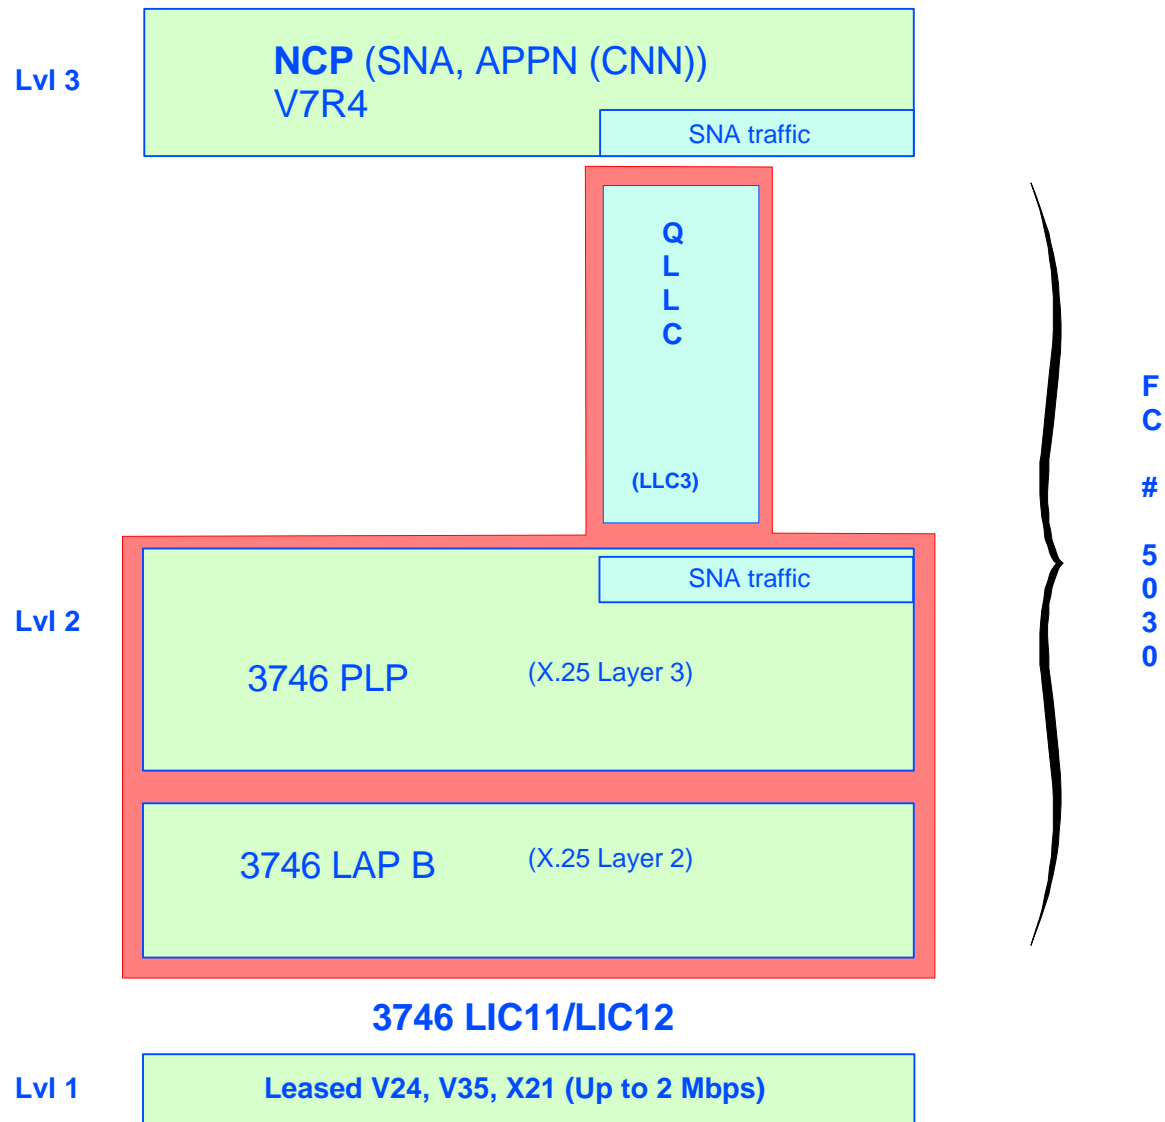 Lvl 3
NCP (SNA, APPN (CNN))
V7R4
SNA traffic
Q
L
L
C
(LLC3)
F
C
#
5
0
3
0
SNA traffic
Lvl 2
3746 PLP
(X.25 Layer 3)
3746 LAP B
(X.25 Layer 2)
3746 LIC11/LIC12
Lvl 1
Leased V24, V35, X21 (Up to 2 Mbps)